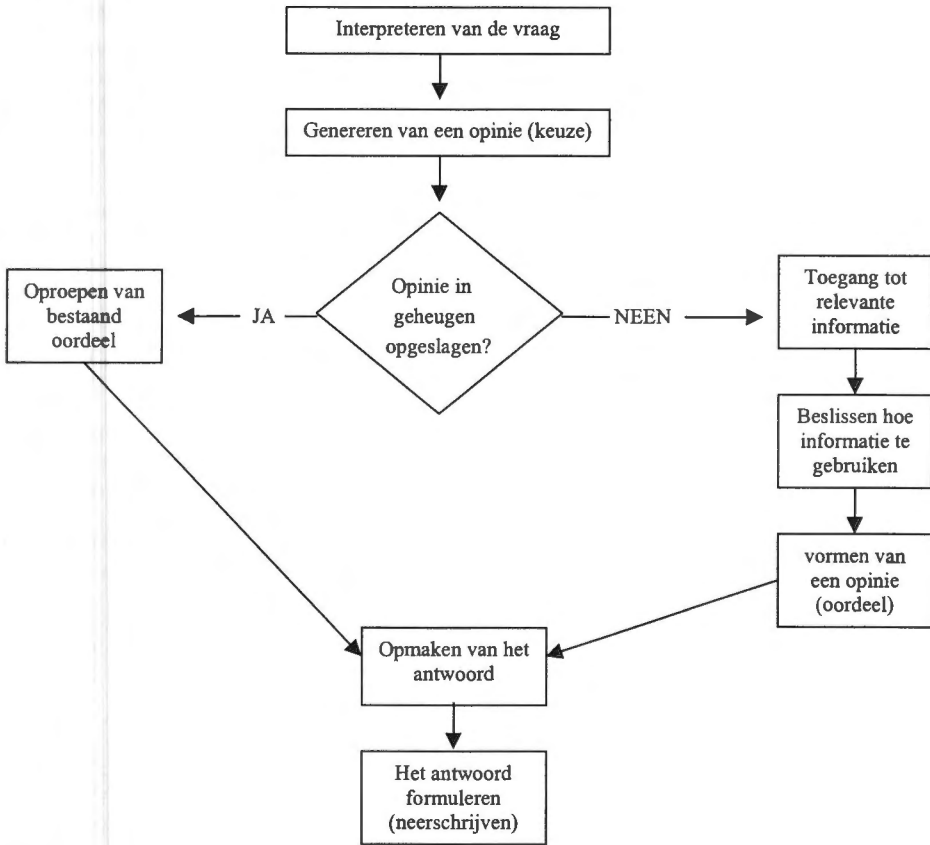 Interpreteren van de vraag
Genereren van een opinie (keuze)
Opinie in
geheugen
opgeslagen?
JA
NEEN
Oproepen van
bestaand
oordeel
Toegang tot
relevante
informatie
Beslissen hoe
informatie te
gebruiken
vormen van
een opinie
(oordeel)
Opmaken van het
antwoord
Het antwoord
formuleren
(neerschrijven)